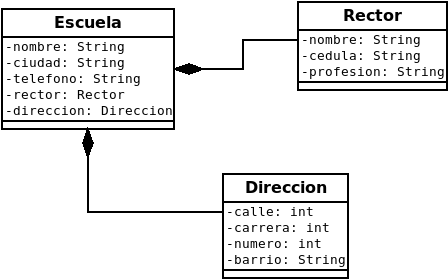 Escuela
-nombre: String
-ciudad: String
-telefono: String
-rector: Rector
-direccion: Direccion
Rector
-nombre: String
-cedula: String
-profesion: String
Direccion
-calle: int
-carrera: int
-numero: int
-barrio: String